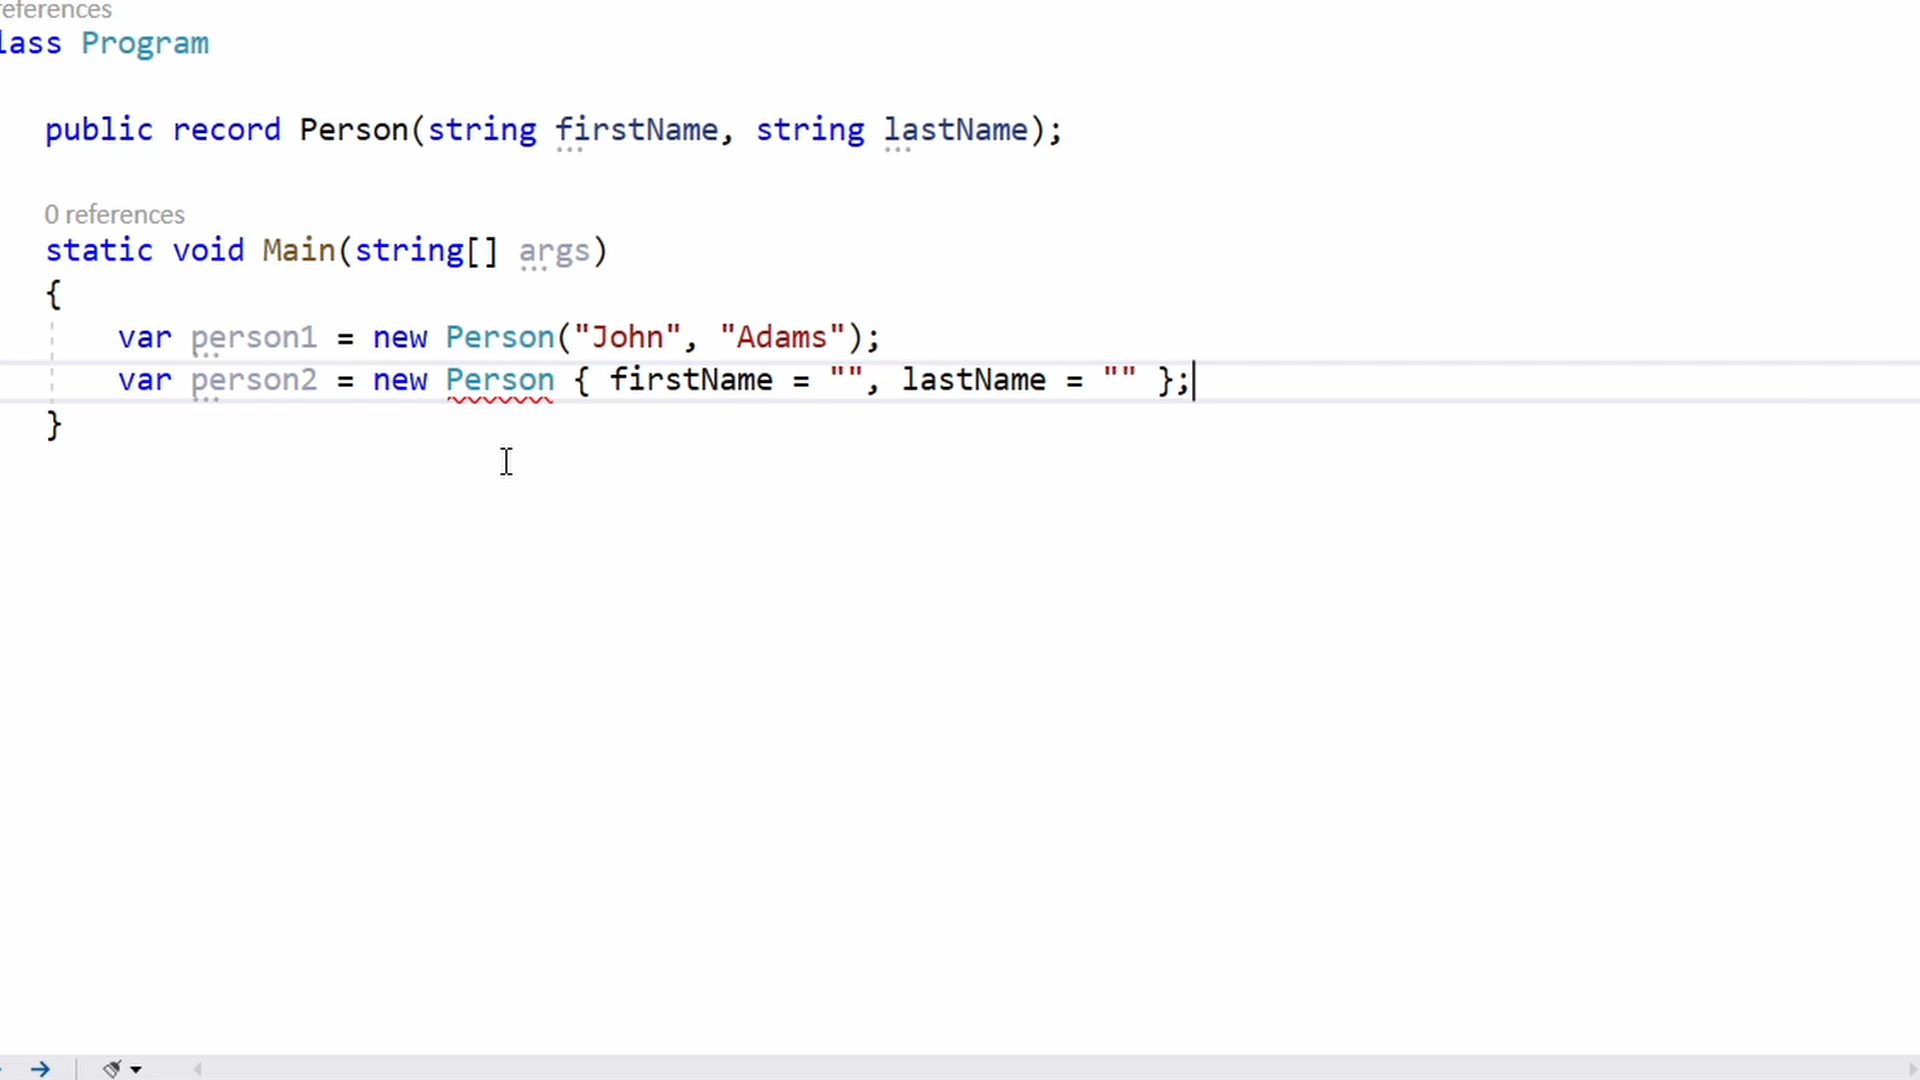 references
lass Program
public record Person(string firstName, string lastName);
0 references
static void Main(string[] args)
{
var person1 = new Person("John", "Adams");
var person2 = new Person { firstName = "", lastName = "" };
}